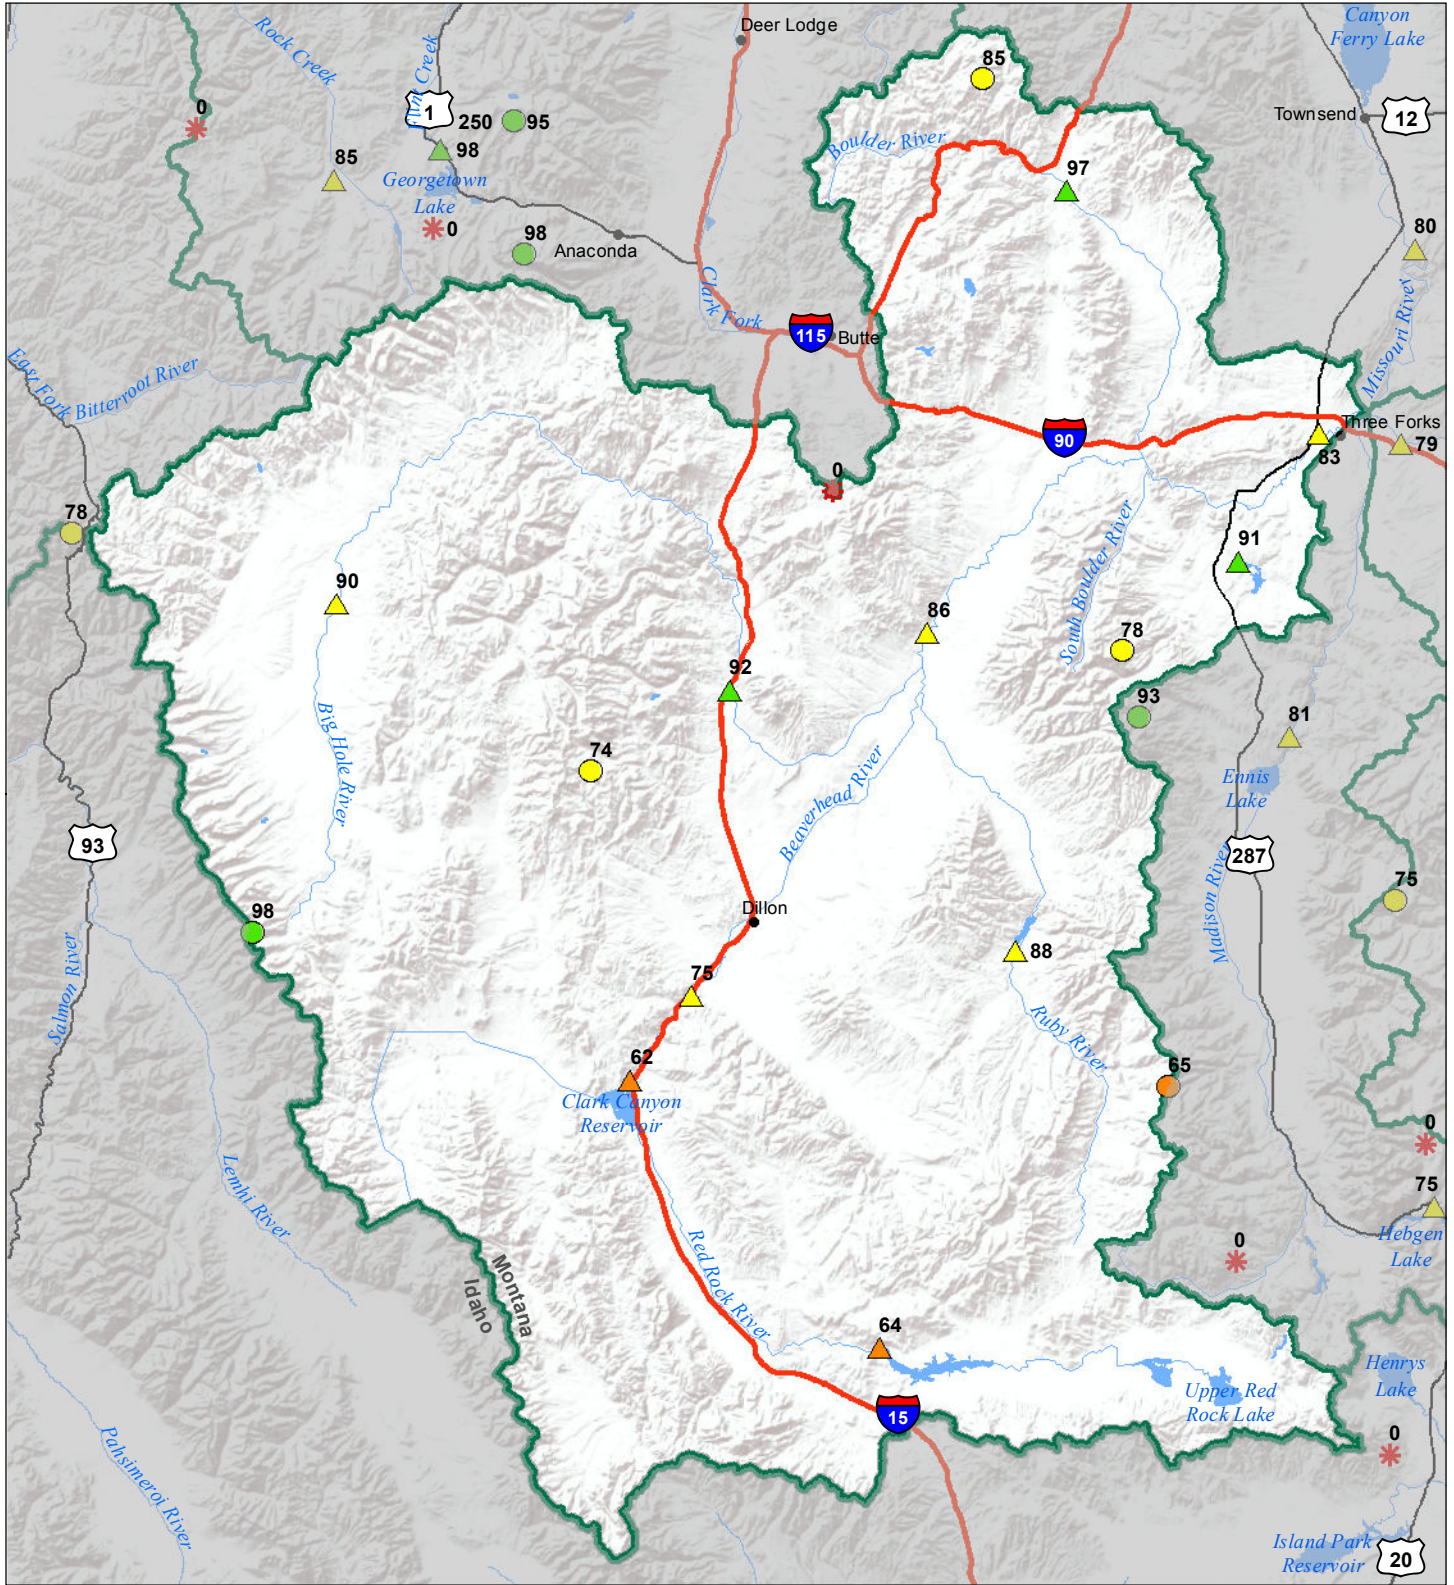 Rock Creek
Flint Creek
Deer Lodge
Canyon
Ferry Lake
85
0
1
250
95
98
Townsend
12
Boulder River
85
97
Georgetown
Lake
0
98
Anaconda
80
Clark Fork
115
Butte
Missouri River
East Fork Bitterroot River
90
Three Forks
83
79
0
78
91
South Boulder River
90
86
78
92
93
81
Big Hole River
74
Beaverhead River
Ennis
Lake
93
287
75
98
Dillon
Madison River
Salmon River
88
75
Ruby River
62
65
Clark Canyon
Reservoir
0
Lemhi River
75
Hebgen
Lake
0
Red Rock River
Montana
Idaho
64
Henrys
Lake
Upper Red
Rock Lake
15
0
Pahsimeroi River
Island Park
Reservoir
20